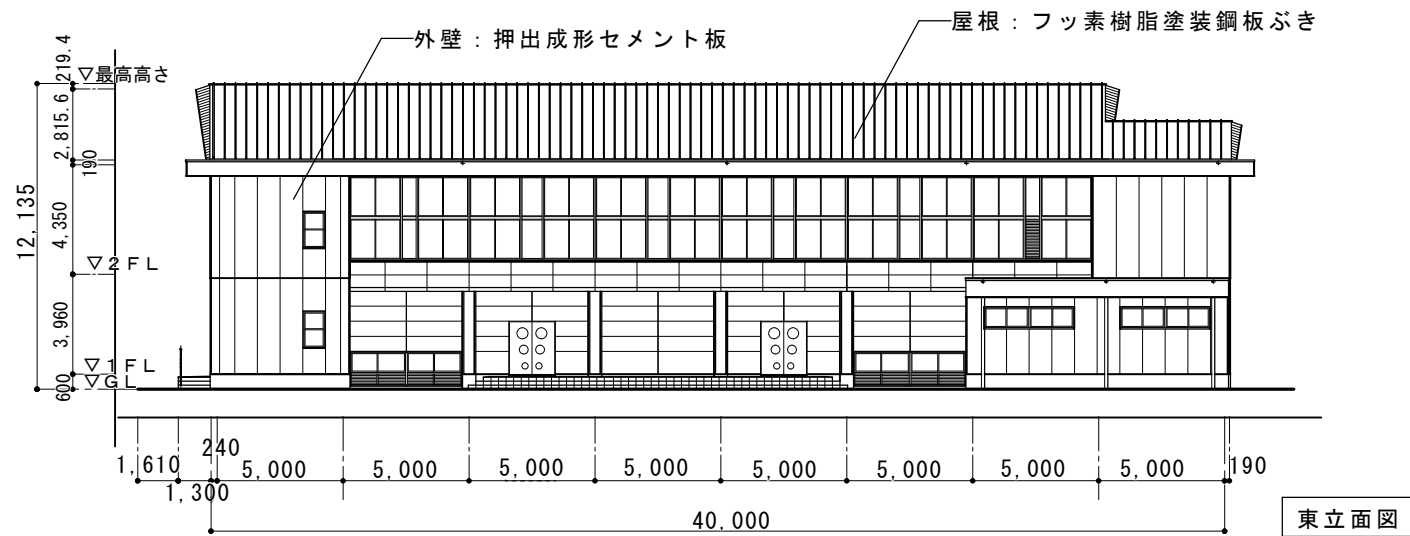 屋根：フッ素樹脂塗装鋼板ぶき
外壁：押出成形セメント板
219.4
▽最高高さ
2,815.6
190
12,135
4,350
▽2FL
3,960
▽1FL
600
▽GL
240
1,610
5,000
5,000
5,000
5,000
5,000
5,000
5,000
5,000
190
1,300
40,000
東立面図